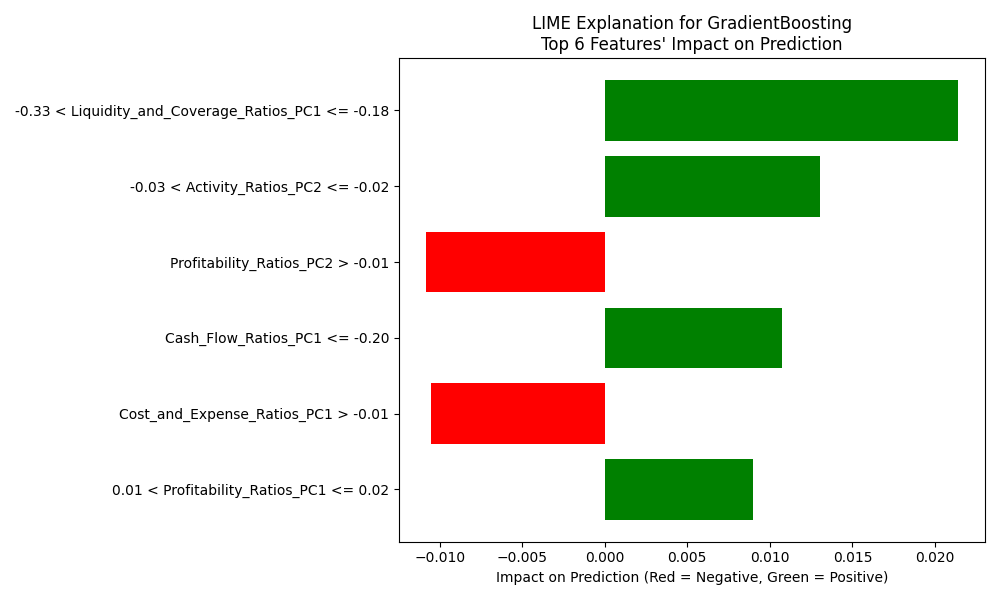 LIME Explanation for GradientBoosting
Top 6 Features' Impact on Prediction
-0.33 < Liquidity_and_Coverage_Ratios_PC1 <= -0.18
-0.03 < Activity_Ratios_PC2 <= -0.02
Profitability_Ratios_PC2 > -0.01
Cash_Flow_Ratios_PC1 <= -0.20
Cost_and_Expense_Ratios_PC1 > -0.01
0.01 < Profitability_Ratios_PC1 <= 0.02
−0.010 −0.005 0.000 0.005 0.010 0.015 0.020
Impact on Prediction (Red = Negative, Green = Positive)